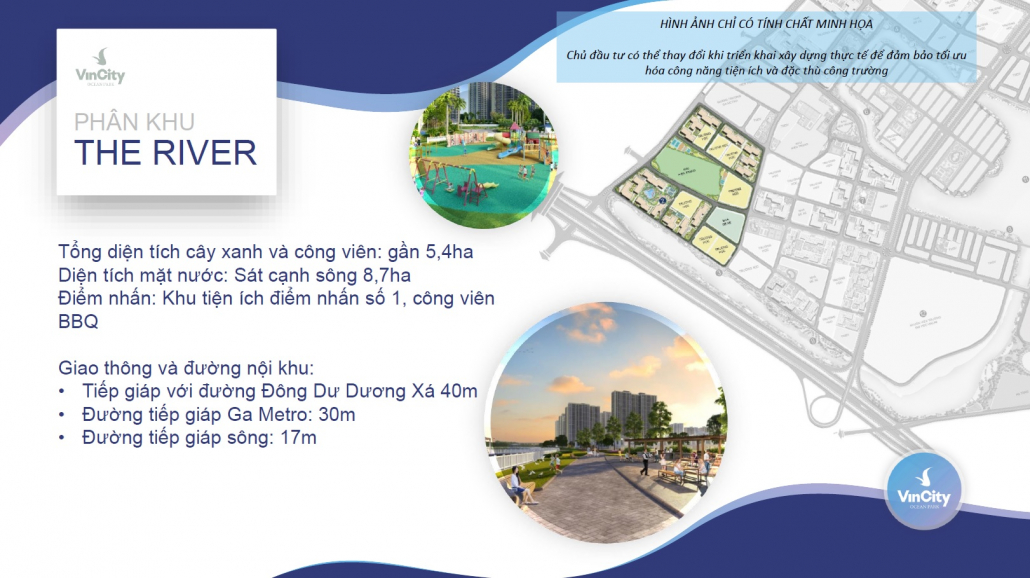 HÌNH ẢNH CHỈ CÓ TÍNH CHẤT MINH HỌA
Chủ đầu tư có thể thay đổi khi triển khai xây dựng thực tế để đảm bảo tối ưu
hóa công năng tiện ích và đặc thù công trường
VinCity
OCEAN PARK
PHÂN KHU
THE RIVER
Tổng diện tích cây xanh và công viên: gần 5,4ha
Diện tích mặt nước: Sát cạnh sông 8,7ha
Điểm nhấn: Khu tiện ích điểm nhấn số 1, công viên
BBQ
Giao thông và đường nội khu:
• Tiếp giáp với đường Đông Dư Dương Xá 40m
• Đường tiếp giáp Ga Metro: 30m
• Đường tiếp giáp sông: 17m
VinCity
OCEAN PARK